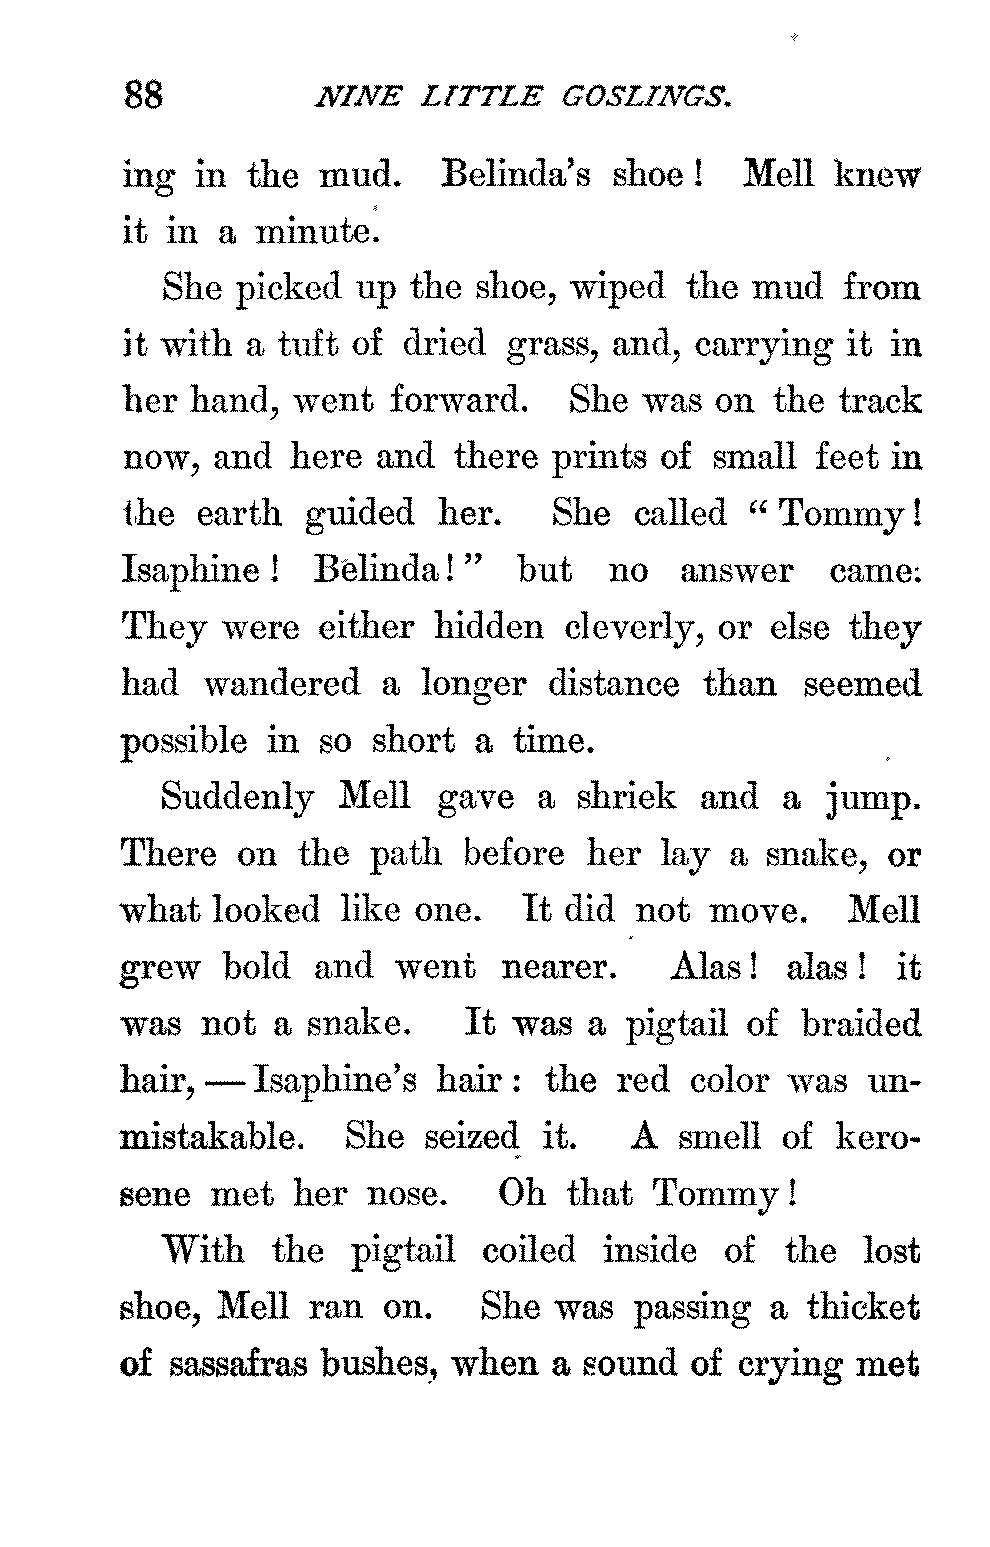 88 NINE LITTLE GOSLINGS.
ing in the mud. Belinda's shoe! Mell knew
it in a minute.
She picked up the shoe, wiped the mud from
it with a tuft of dried grass, and, carrying it in
her hand, went forward. She was on the track
now, and here and there prints of small feet in
the earth guided her. She called "Tommy!
Isaphine! Belinda!" but no answer came:
They were either hidden cleverly, or else they
had wandered a longer distance than seemed
possible in so short a time.
Suddenly Mell gave a shriek and a jump.
There on the path before her lay a snake, or
what looked like one. It did not move. Mell
grew bold and went nearer. Alas! alas! it
was not a snake. It was a pigtail of braided
hair, — Isaphine's hair: the red color was un-
mistakable. She seized it. A smell of kero-
sene met her nose. Oh that Tommy!
With the pigtail coiled inside of the lost
shoe, Mell ran on. She was passing a thicket
of sassafras bushes, when a sound of crying met